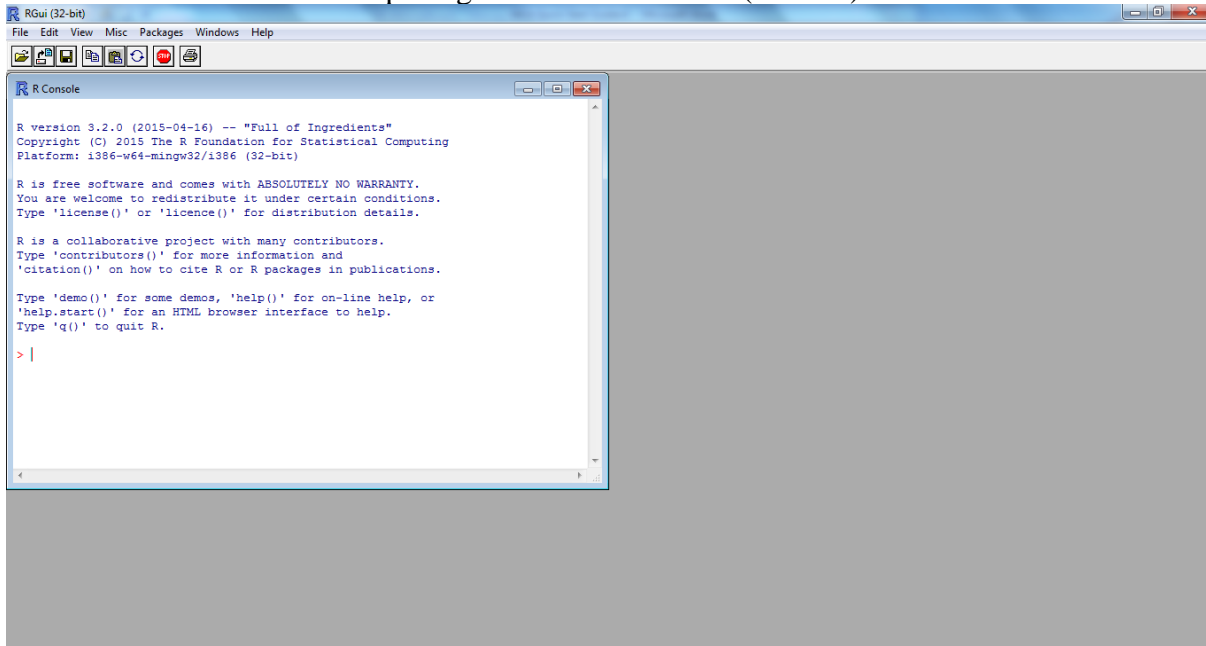 RGui (32-bit)
File Edit View Misc Packages Windows Help
STOP
R Console
R version 3.2.0 (2015-04-16) -- "Full of Ingredients"
Copyright (C) 2015 The R Foundation for Statistical Computing
Platform: i386-w64-mingw32/i386 (32-bit)
R is free software and comes with ABSOLUTELY NO WARRANTY.
You are welcome to redistribute it under certain conditions.
Type 'license()' or 'licence()' for distribution details.
R is a collaborative project with many contributors.
Type 'contributors()' for more information and
'citation()' on how to cite R or R packages in publications.
Type 'demo()' for some demos, 'help()' for on-line help, or
'help.start()' for an HTML browser interface to help.
Type 'q()' to quit R.
>